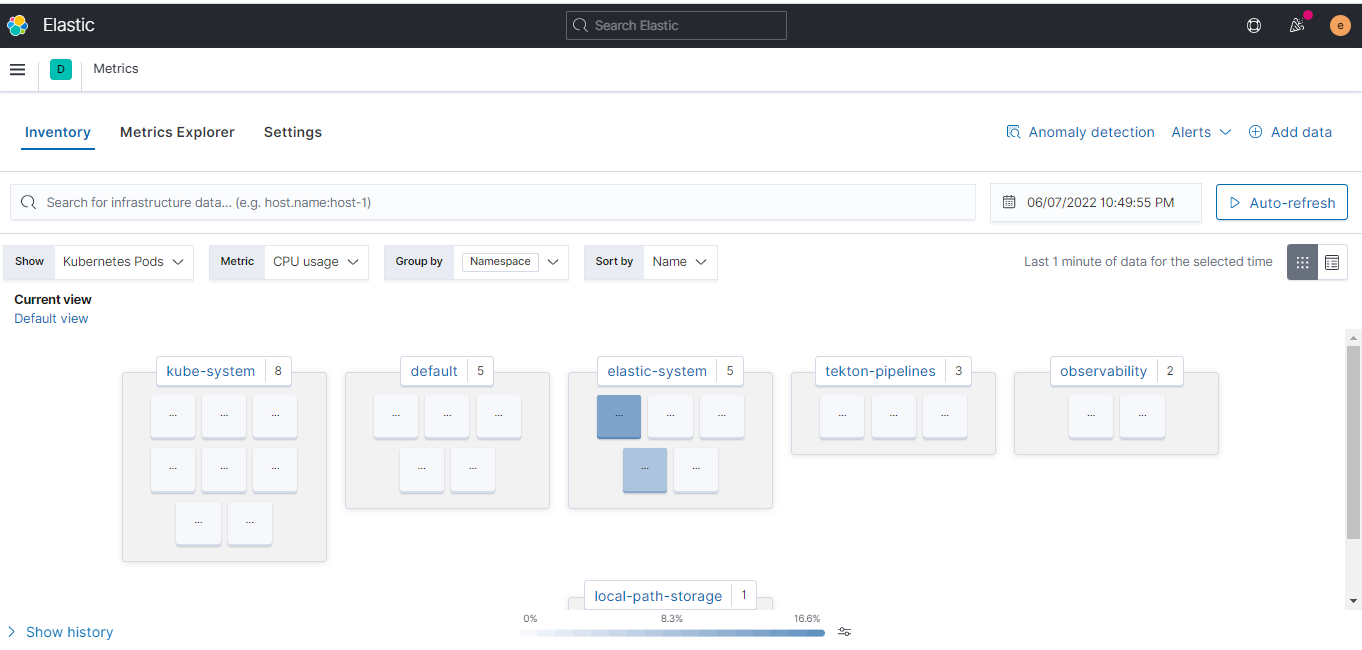 Elastic
Search Elastic
e
D
Metrics
Inventory
Metrics Explorer
Settings
Anomaly detection
Alerts
Add data
Search for infrastructure data... (e.g. host.name:host-1)
06/07/2022 10:49:55 PM
Auto-refresh
Show
Kubernetes Pods
Metric
CPU usage
Group by
Namespace
Sort by
Name
Last 1 minute of data for the selected time
Current view
Default view
kube-system 8
default 5
elastic-system 5
tekton-pipelines 3
observability 2
... ... ... ... ... ... ... ... ... ... ... ... ... ...
... ... ... ... ... ... ...
... ...
local-path-storage 1
0% 8.3% 16.6%
Show history